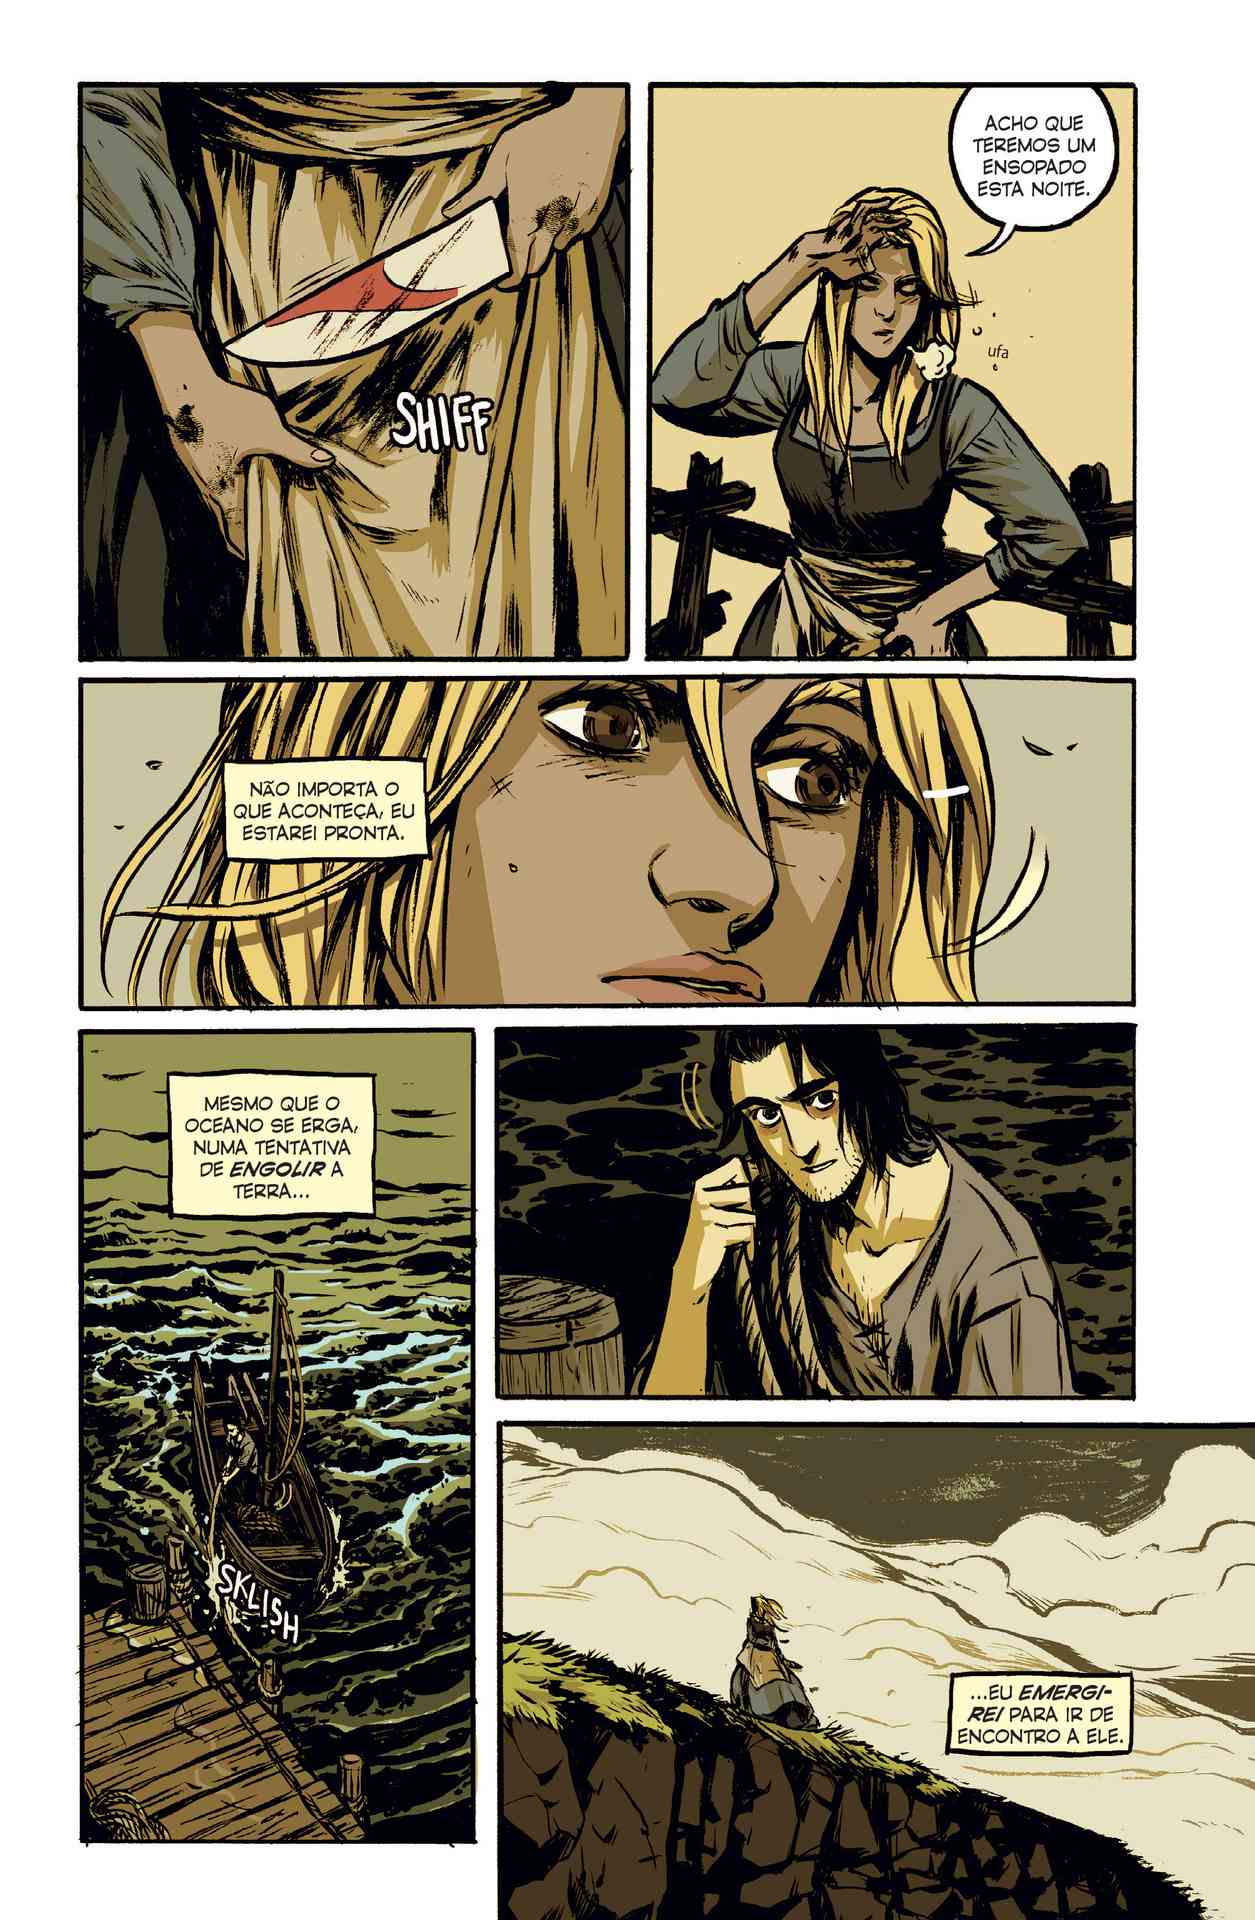 SHIFF
ACHO QUE
TEREMOS UM
ENSOPADO
ESTA NOITE.
ufa
NÃO IMPORTA O
QUE ACONTEÇA, EU
ESTAREI PRONTA.
MESMO QUE O
OCEANO SE ERGA,
NUMA TENTATIVA
DE ENGOLIR A
TERRA...
SKLISH
...EU EMERGI-
REI PARA IR DE
ENCONTRO A ELE.